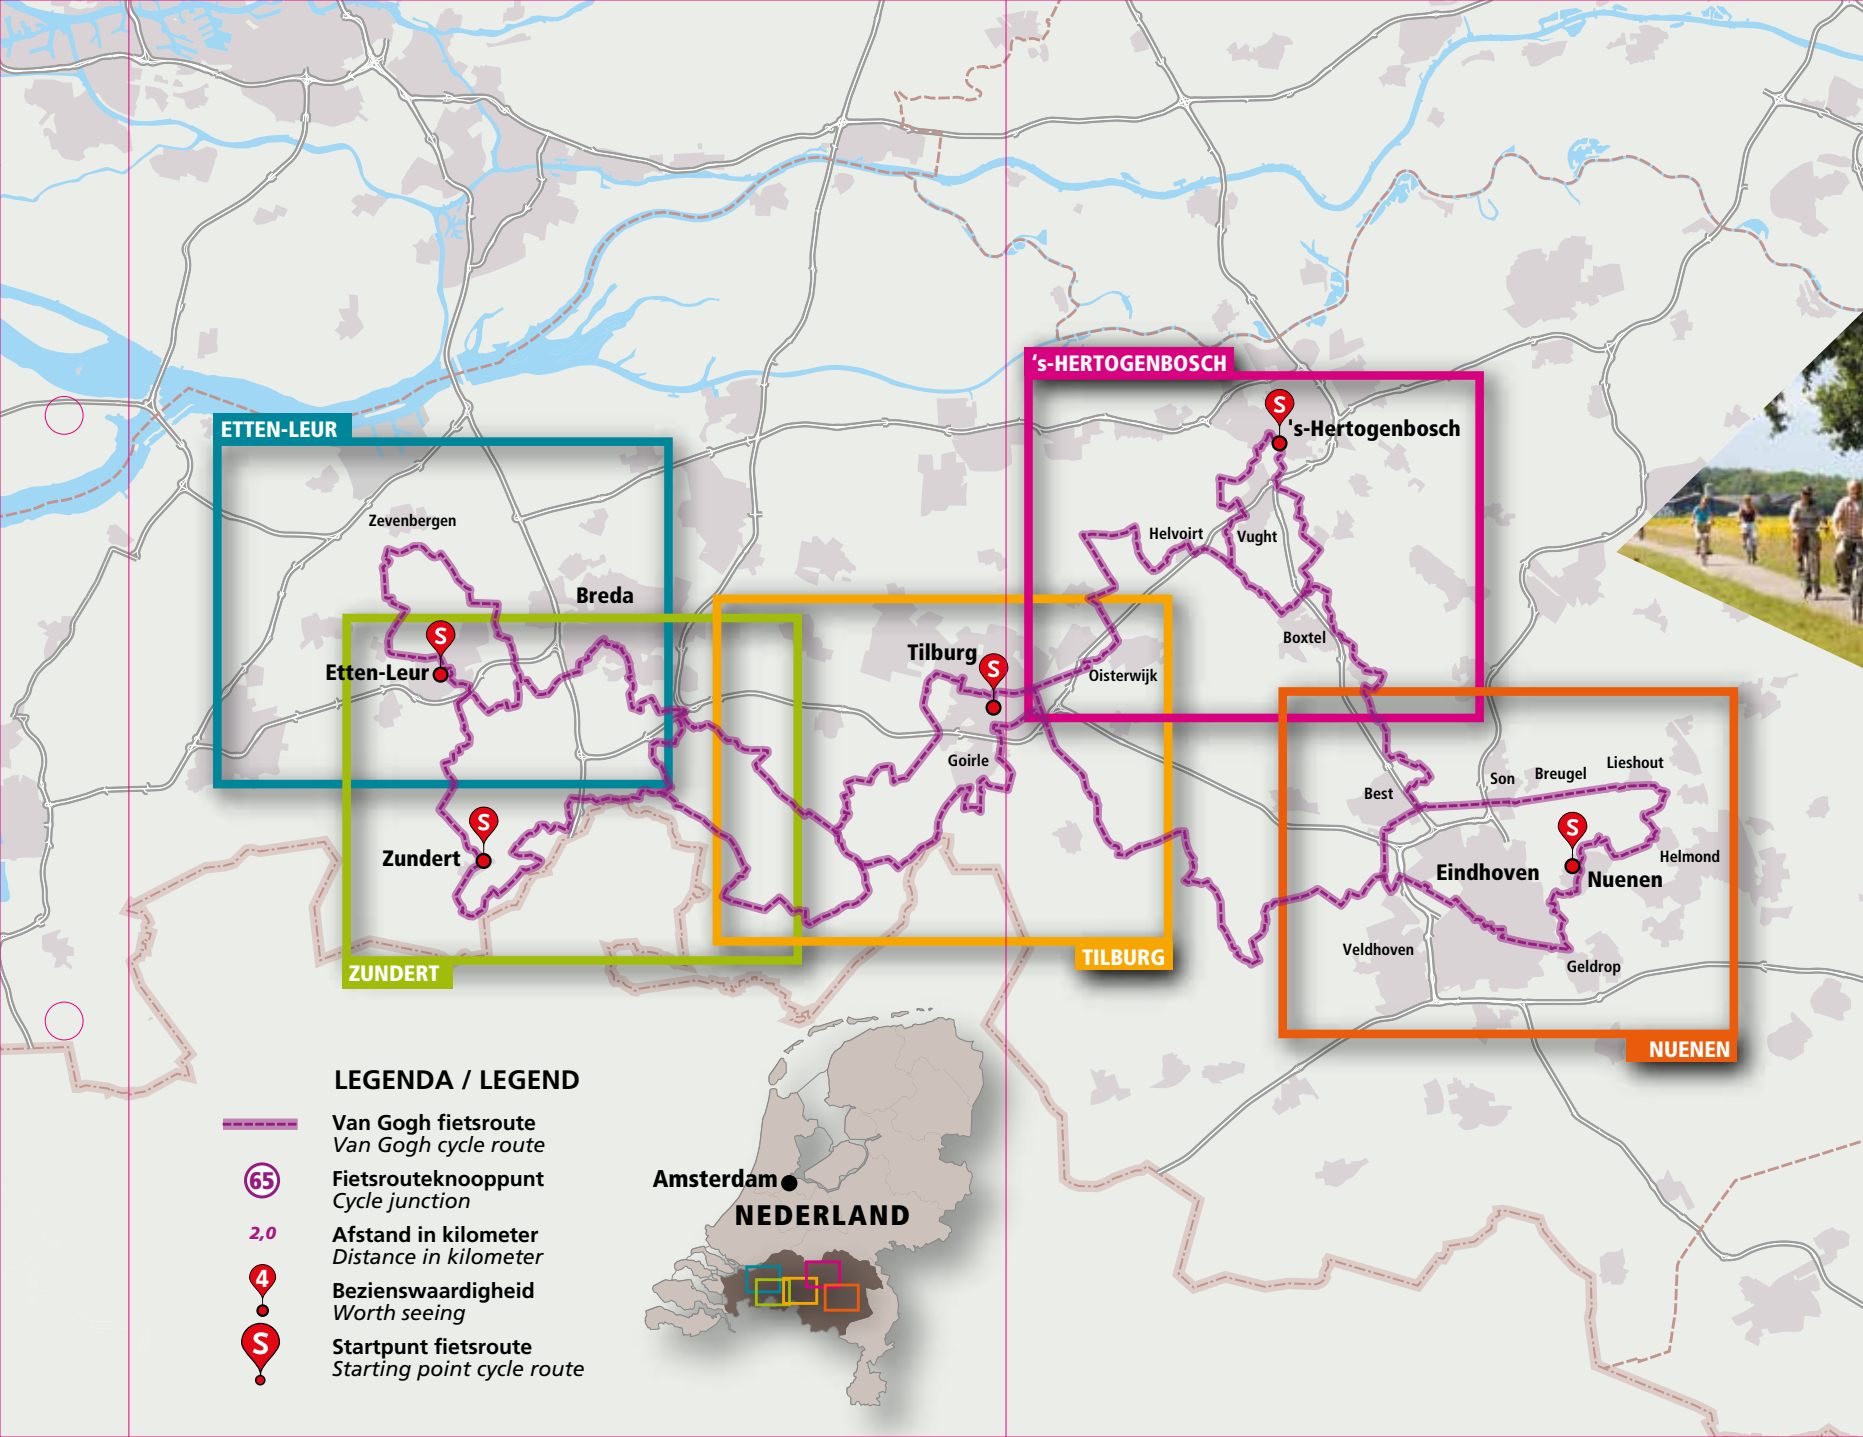 ‘s-HERTOGENBOSCH
S
's-Hertogenbosch
ETTEN-LEUR
Zevenbergen
Helvoirt
Vught
Breda
S
Boxtel
Tilburg
S
Etten-Leur
Oisterwijk
Goirle
Lieshout
Son
Breugel
Best
S
S
Zundert
Helmond
Eindhoven
Nuenen
Veldhoven
TILBURG
Geldrop
ZUNDERT
NUENEN
LEGENDA / LEGEND
Van Gogh fietsroute
Van Gogh cycle route
65
Fietsrouteknooppunt
Cycle junction
2,0
Afstand in kilometer
Distance in kilometer
4
Bezienswaardigheid
Worth seeing
S
Startpunt fietsroute
Starting point cycle route
Amsterdam
NEDERLAND